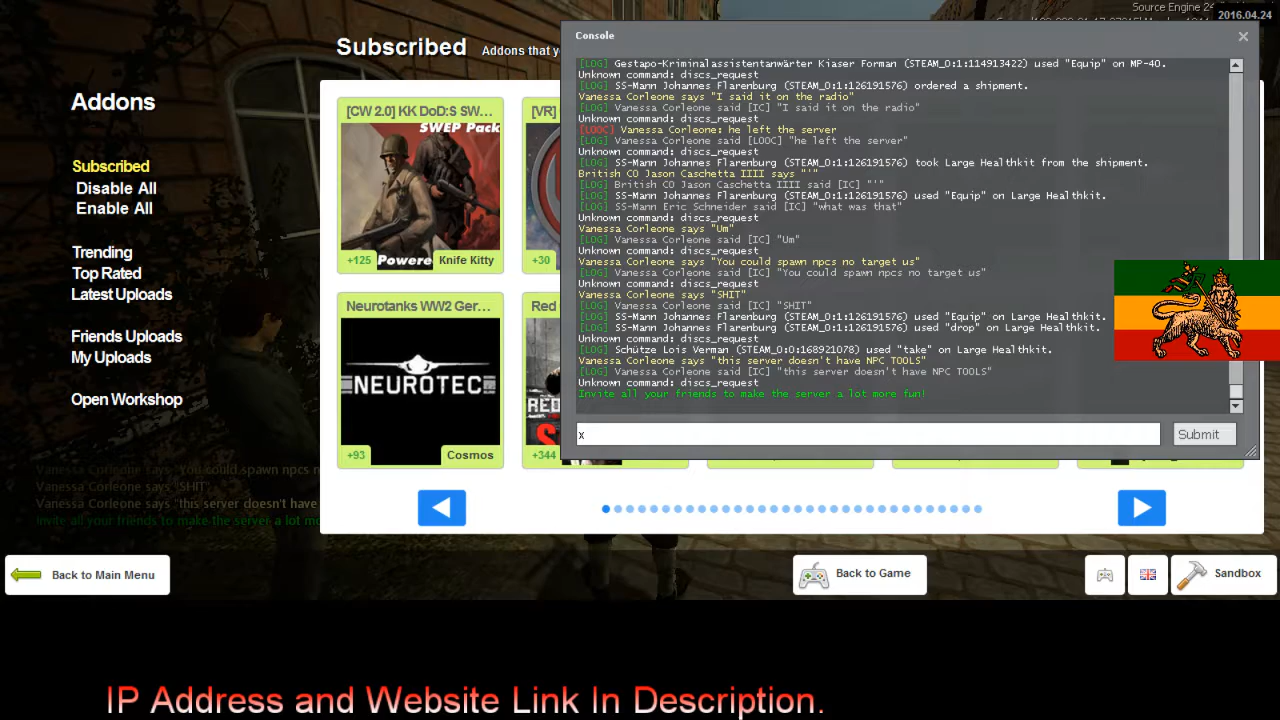 Source Engine 24
2016.04.24
Subscribed
Addons that y
Console
Addons
Subscribed
Disable All
Enable All
Trending
Top Rated
Latest Uploads
Friends Uploads
My Uploads
Open Workshop
[CW 2.0] KK DoD:S SW...
[VR]
SWEP Pack
+125
Powere
Knife Kitty
+30
Neurotanks WW2 Ger...
Red
NEUROTEC
+93
Cosmos
+344
[LOG] Gestapo-Kriminalassistentanwärter Kiaser Forman (STEAM_0:1:114913422) used "Equip" on MP-40.
Unknown command: discs_request
[LOG] SS-Mann Johannes Flarenburg (STEAM_0:1:126191576) ordered a shipment.
Vanessa Corleone says "I said it on the radio"
[LOG] Vanessa Corleone said [IC] "I said it on the radio"
Unknown command: discs_request
[LOOC] Vanessa Corleone: he left the server
[LOG] Vanessa Corleone said [LOOC] "he left the server"
Unknown command: discs_request
[LOG] SS-Mann Johannes Flarenburg (STEAM_0:1:126191576) took Large Healthkit from the shipment.
British CO Jason Caschetta IIII says "'"
[LOG] British CO Jason Caschetta IIII said [IC] "'"
[LOG] SS-Mann Johannes Flarenburg (STEAM_0:1:126191576) used "Equip" on Large Healthkit.
[LOG] SS-Mann Eric Schneider said [IC] "what was that"
Unknown command: discs_request
Vanessa Corleone says "Um"
[LOG] Vanessa Corleone said [IC] "Um"
Unknown command: discs_request
Vanessa Corleone says "You could spawn npcs no target us"
[LOG] Vanessa Corleone said [IC] "You could spawn npcs no target us"
Unknown command: discs_request
Vanessa Corleone says "SHIT"
[LOG] Vanessa Corleone said [IC] "SHIT"
[LOG] SS-Mann Johannes Flarenburg (STEAM_0:1:126191576) used "Equip" on Large Healthkit.
[LOG] SS-Mann Johannes Flarenburg (STEAM_0:1:126191576) used "drop" on Large Healthkit.
Unknown command: discs_request
[LOG] Schütze Lois Verman (STEAM_0:0:168921078) used "take" on Large Healthkit.
Vanessa Corleone says "this server doesn't have NPC TOOLS"
[LOG] Vanessa Corleone said [IC] "this server doesn't have NPC TOOLS"
Unknown command: discs_request
Invite all your friends to make the server a lot more fun!
x
Submit
Vanessa Corleone says "You could spawn npcs n
Vanessa Corleone says "SHIT"
Vanessa Corleone says "this server doesn't have
Invite all your friends to make the server a lot mo
Back to Main Menu
Back to Game
Sandbox
IP Address and Website Link In Description.